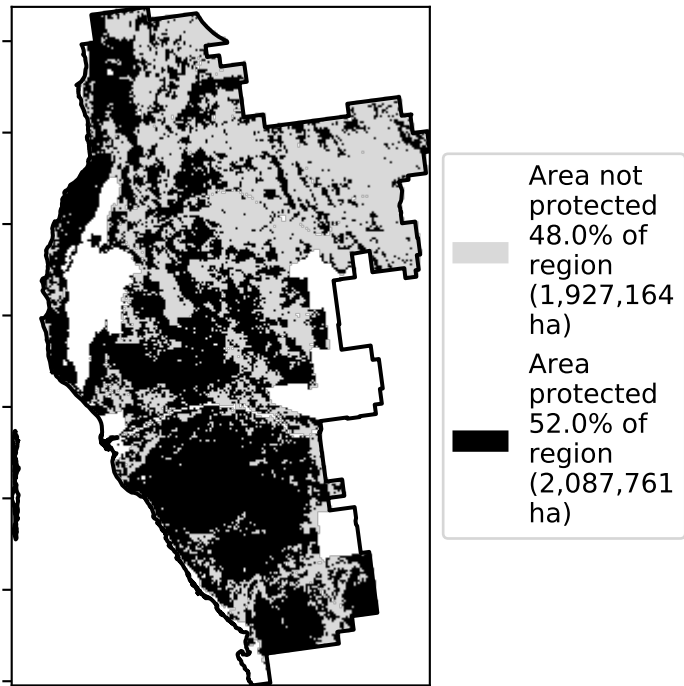 Area not
protected
48.0% of
region
(1,927,164
ha)
Area
protected
52.0% of
region
(2,087,761
ha)